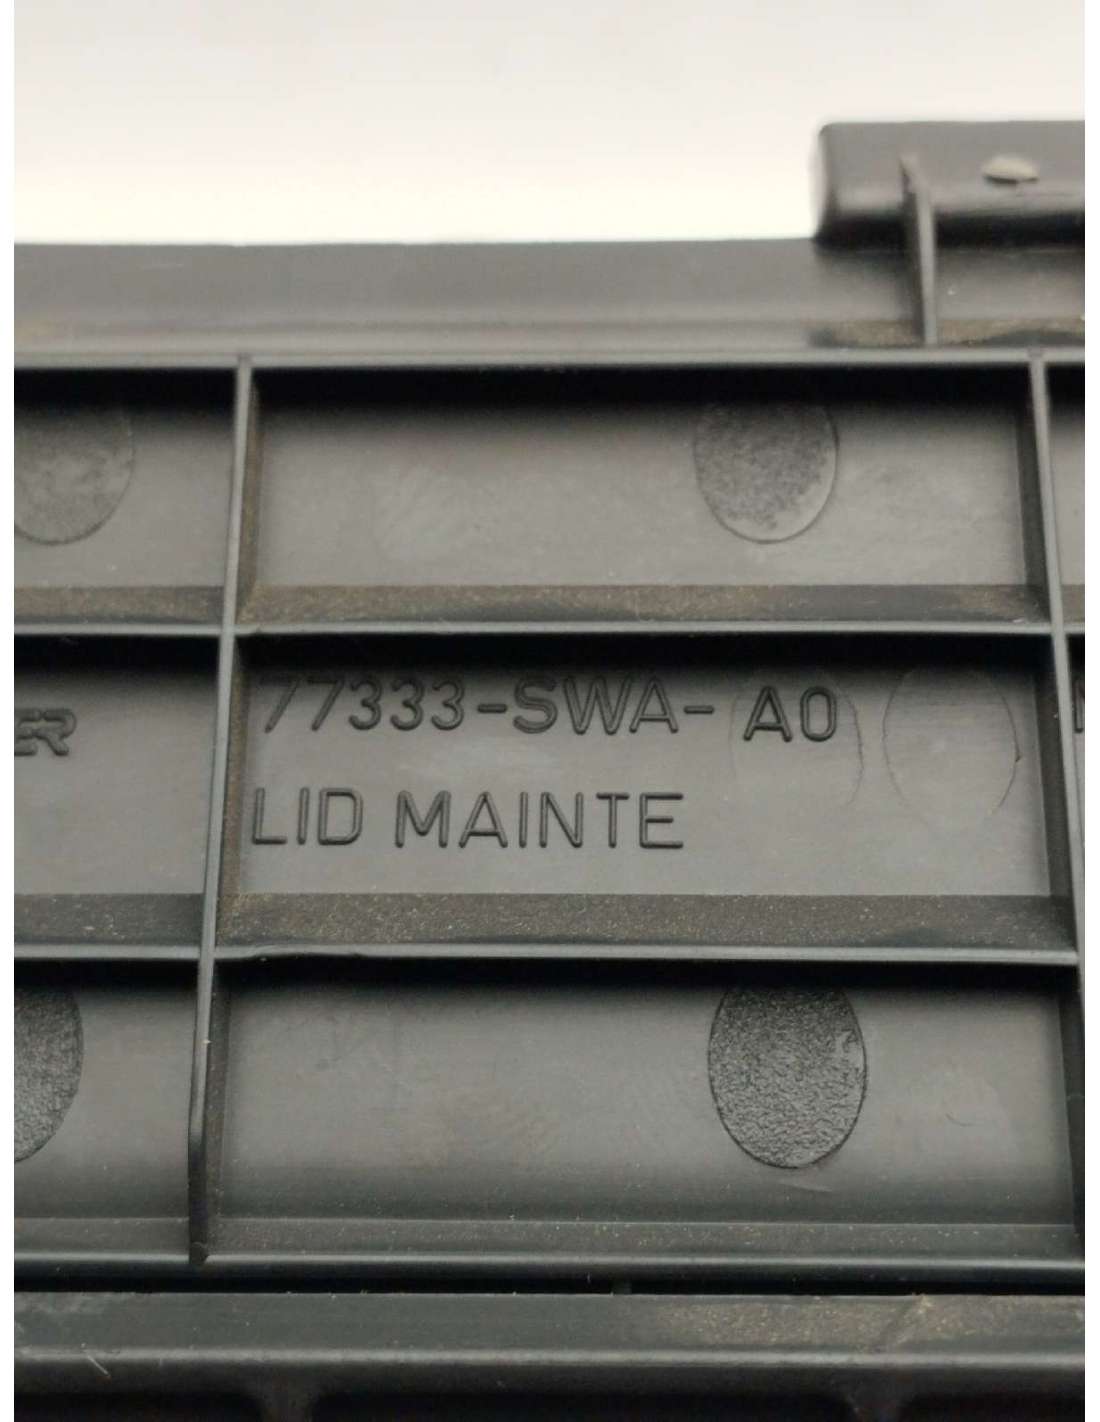 77333-SWA- A0
LID MAINTE